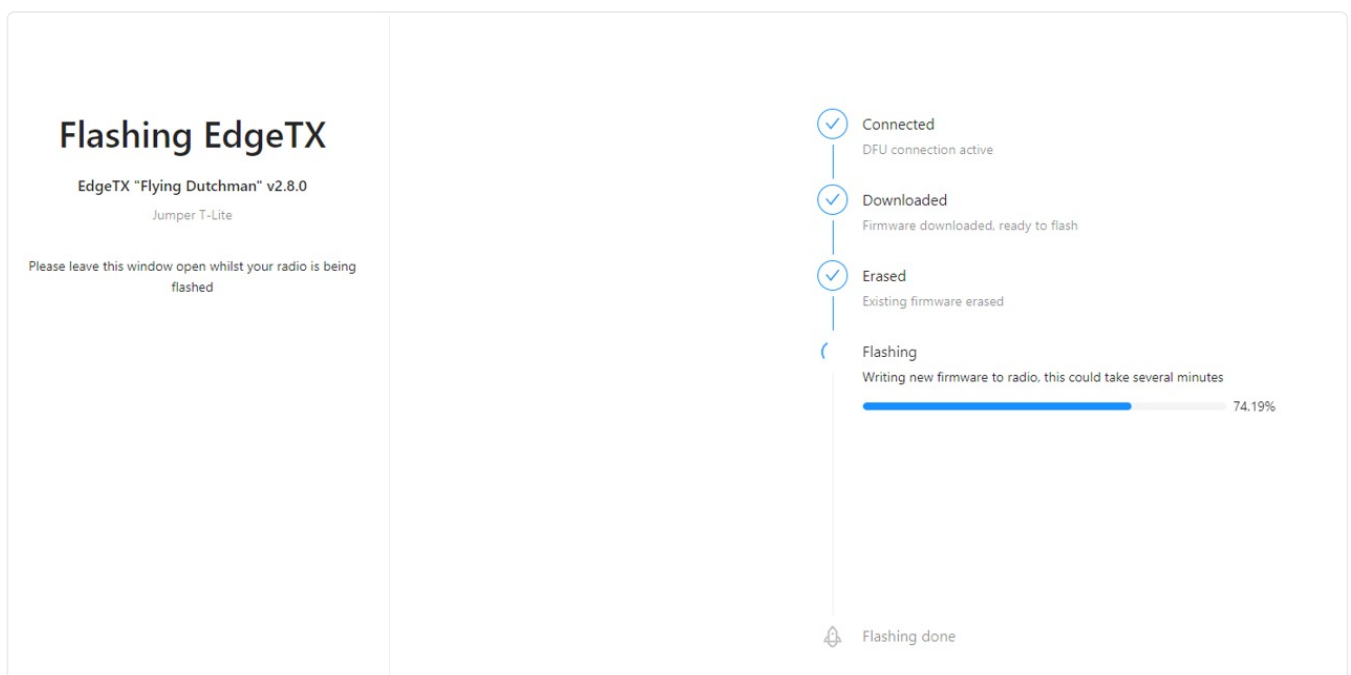 Flashing EdgeTX
EdgeTX "Flying Dutchman" v2.8.0
Jumper T-Lite
Please leave this window open whilst your radio is being
flashed
Connected
DFU connection active
Downloaded
Firmware downloaded, ready to flash
Erased
Existing firmware erased
Flashing
Writing new firmware to radio, this could take several minutes
74.19%
Flashing done